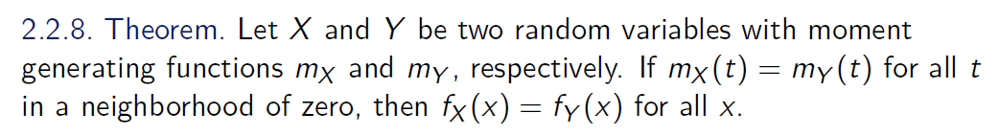 2.2.8. Theorem. Let X and Y be two random variables with moment
generating functions m_X and m_Y, respectively. If m_X(t) = m_Y(t) for all t
in a neighborhood of zero, then f_X(x) = f_Y(x) for all x.